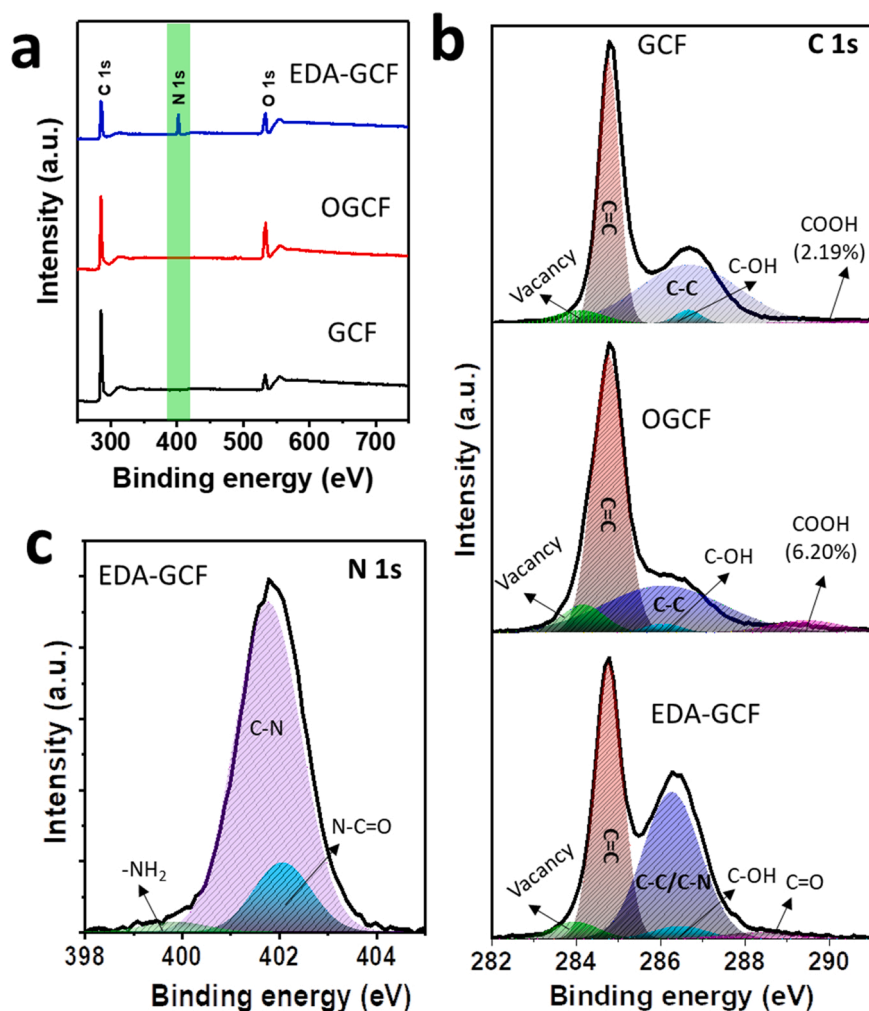 a
EDA-GCF
C 1s
N 1s
O 1s
OGCF
GCF
Intensity (a.u.)
300 400 500 600 700
Binding energy (eV)
b
GCF
C 1s
C=C
Vacancy
C-C
C-OH
COOH
(2.19%)
OGCF
C=C
Vacancy
C-C
C-OH
COOH
(6.20%)
EDA-GCF
C=C
Vacancy
C-C/C-N
C-OH
C=O
Intensity (a.u.)
282 284 286 288 290
Binding energy (eV)
c
EDA-GCF
N 1s
C-N
N-C=O
-NH₂
Intensity (a.u.)
398 400 402 404
Binding energy (eV)